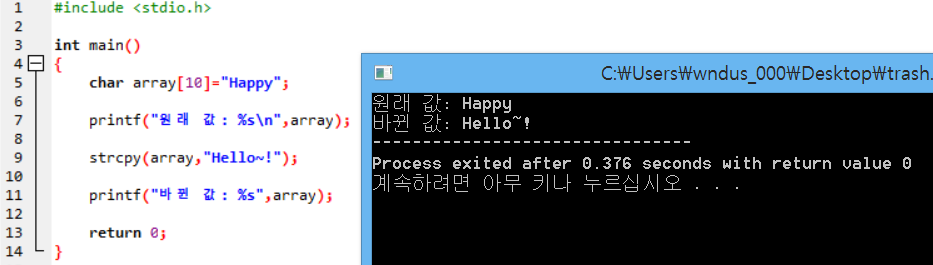 1 #include <stdio.h>
2
3 int main()
4 {
5 char array[10]="Happy";
6
7 printf("원래 값: %s\n",array);
8
9 strcpy(array,"Hello~!");
10
11 printf("바뀐 값: %s",array);
12
13 return 0;
14 }
C:₩Users₩wndus_000₩Desktop₩trash.
원래 값: Happy
바뀐 값: Hello~!
--------------------------------
Process exited after 0.376 seconds with return value 0
계속하려면 아무 키나 누르십시오 . . .